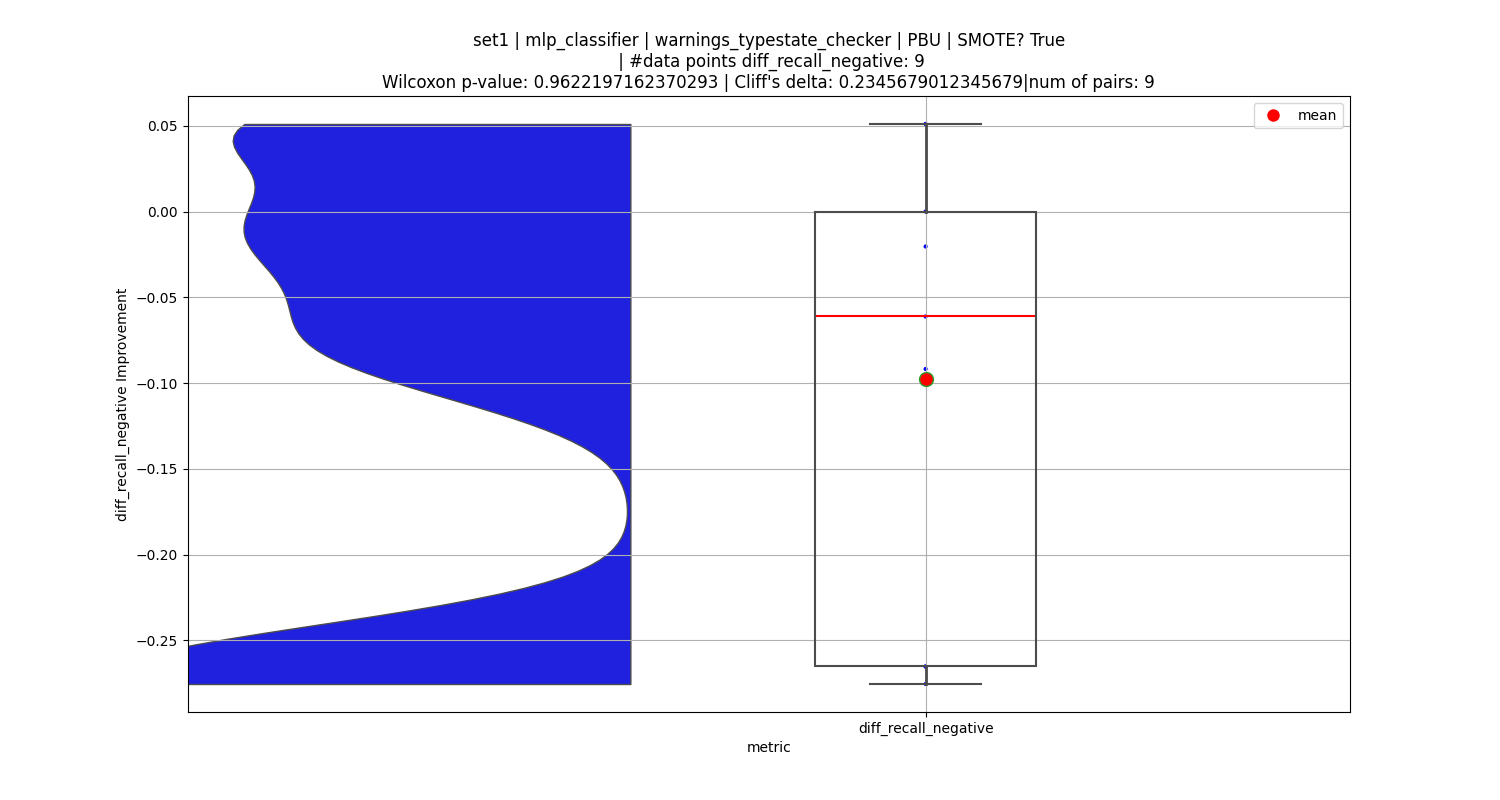 set1 | mlp_classifier | warnings_typestate_checker | PBU | SMOTE? True
| #data points diff_recall_negative: 9
Wilcoxon p-value: 0.9622197162370293 | Cliff's delta: 0.2345679012345679|num of pairs: 9
mean
0.05
0.00
−0.05
−0.10
−0.15
−0.20
−0.25
diff_recall_negative Improvement
diff_recall_negative
metric